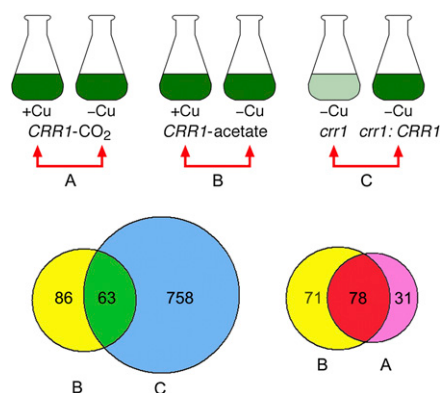 +Cu −Cu +Cu −Cu −Cu −Cu
CRR1-CO₂ CRR1-acetate crr1 crr1: CRR1
A B C
86 63 758 71 78 31
B C B A